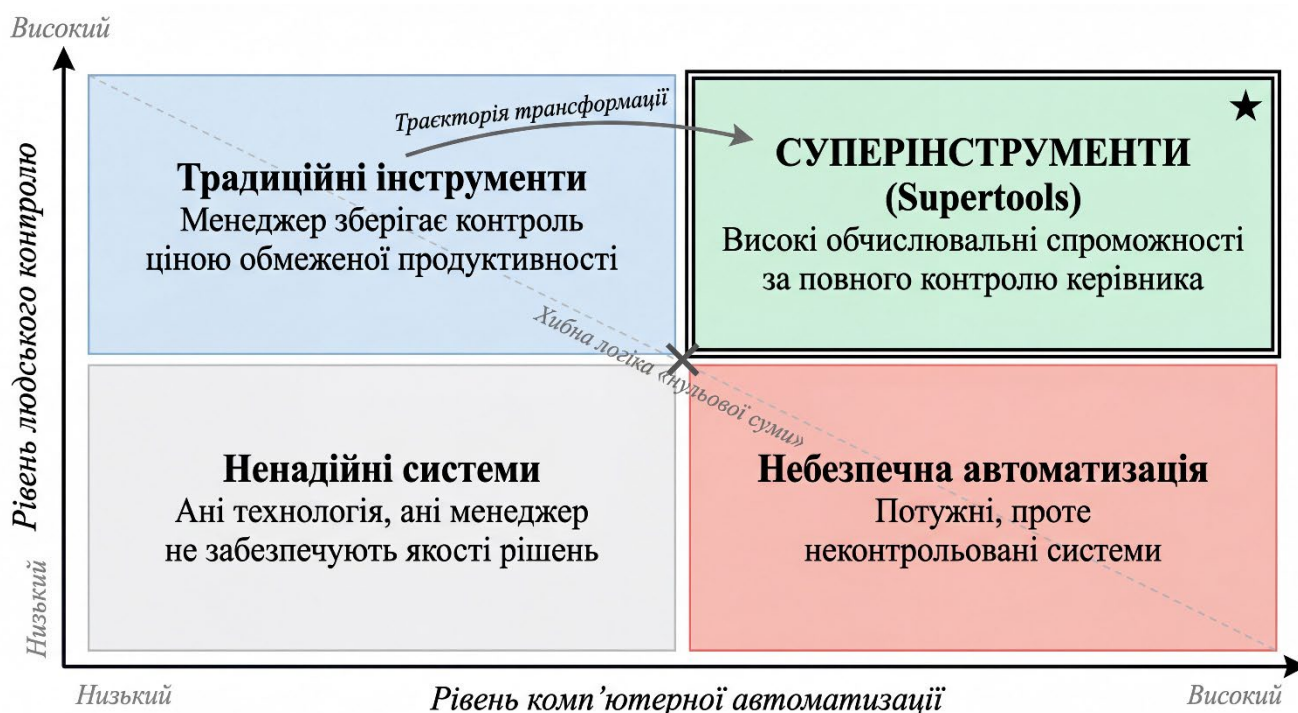 Високий
Рівень людського контролю
Низький
Траєкторія трансформації
Традиційні інструменти
Менеджер зберігає контроль
ціною обмеженої продуктивності
СУПЕРІНСТРУМЕНТИ
(Supertools)
Високі обчислювальні спроможності
за повного контролю керівника
Хибна логіка «нульової суми»
Ненадійні системи
Ані технологія, ані менеджер
не забезпечують якості рішень
Небезпечна автоматизація
Потужні, проте
неконтрольовані системи
Низький
Рівень комп’ютерної автоматизації
Високий